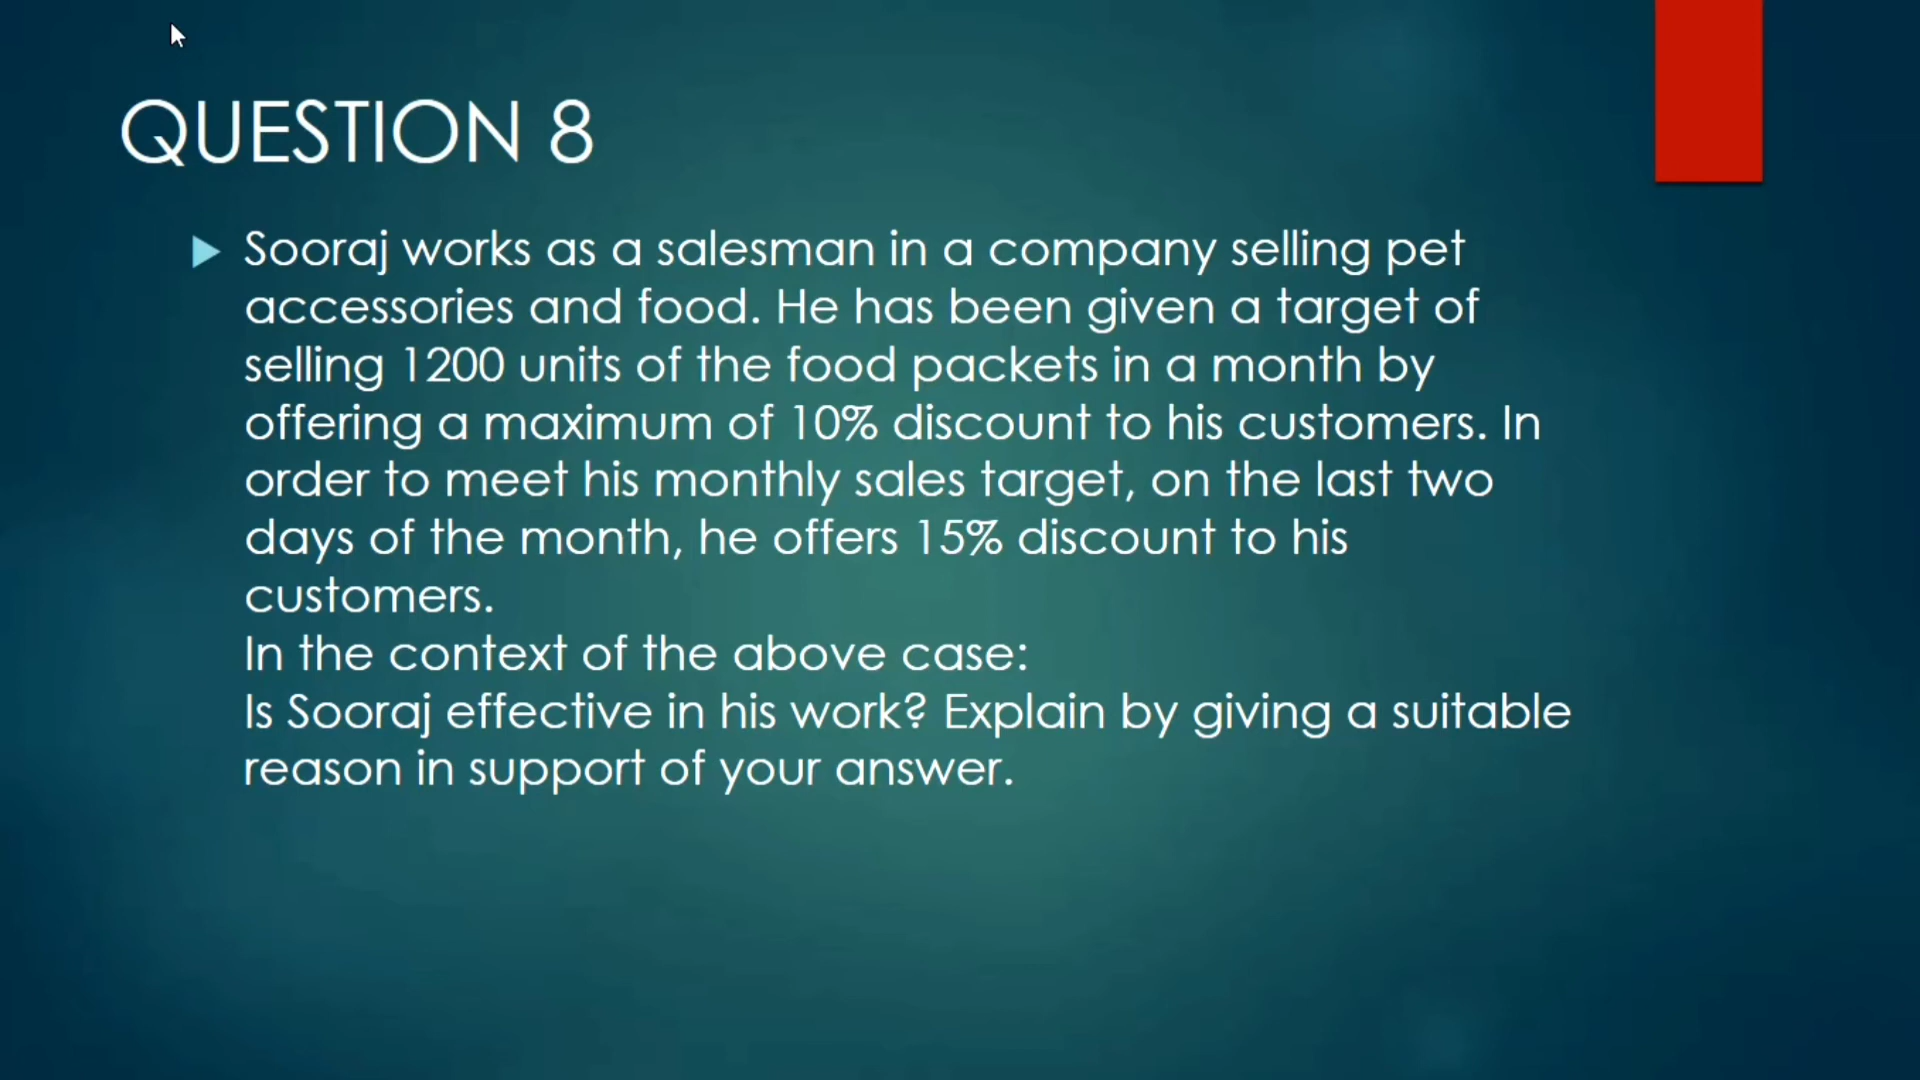 QUESTION 8
Sooraj works as a salesman in a company selling pet
accessories and food. He has been given a target of
selling 1200 units of the food packets in a month by
offering a maximum of 10% discount to his customers. In
order to meet his monthly sales target, on the last two
days of the month, he offers 15% discount to his
customers.
In the context of the above case:
Is Sooraj effective in his work? Explain by giving a suitable
reason in support of your answer.